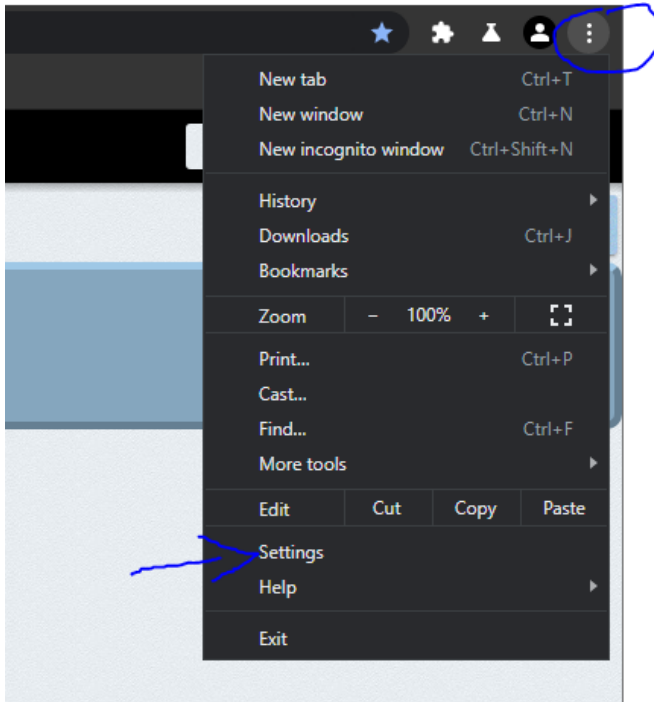 New tab Ctrl+T
New window Ctrl+N
New incognito window Ctrl+Shift+N
History
Downloads Ctrl+J
Bookmarks
Zoom − 100% +
Print... Ctrl+P
Cast...
Find... Ctrl+F
More tools
Edit Cut Copy Paste
Settings
Help
Exit